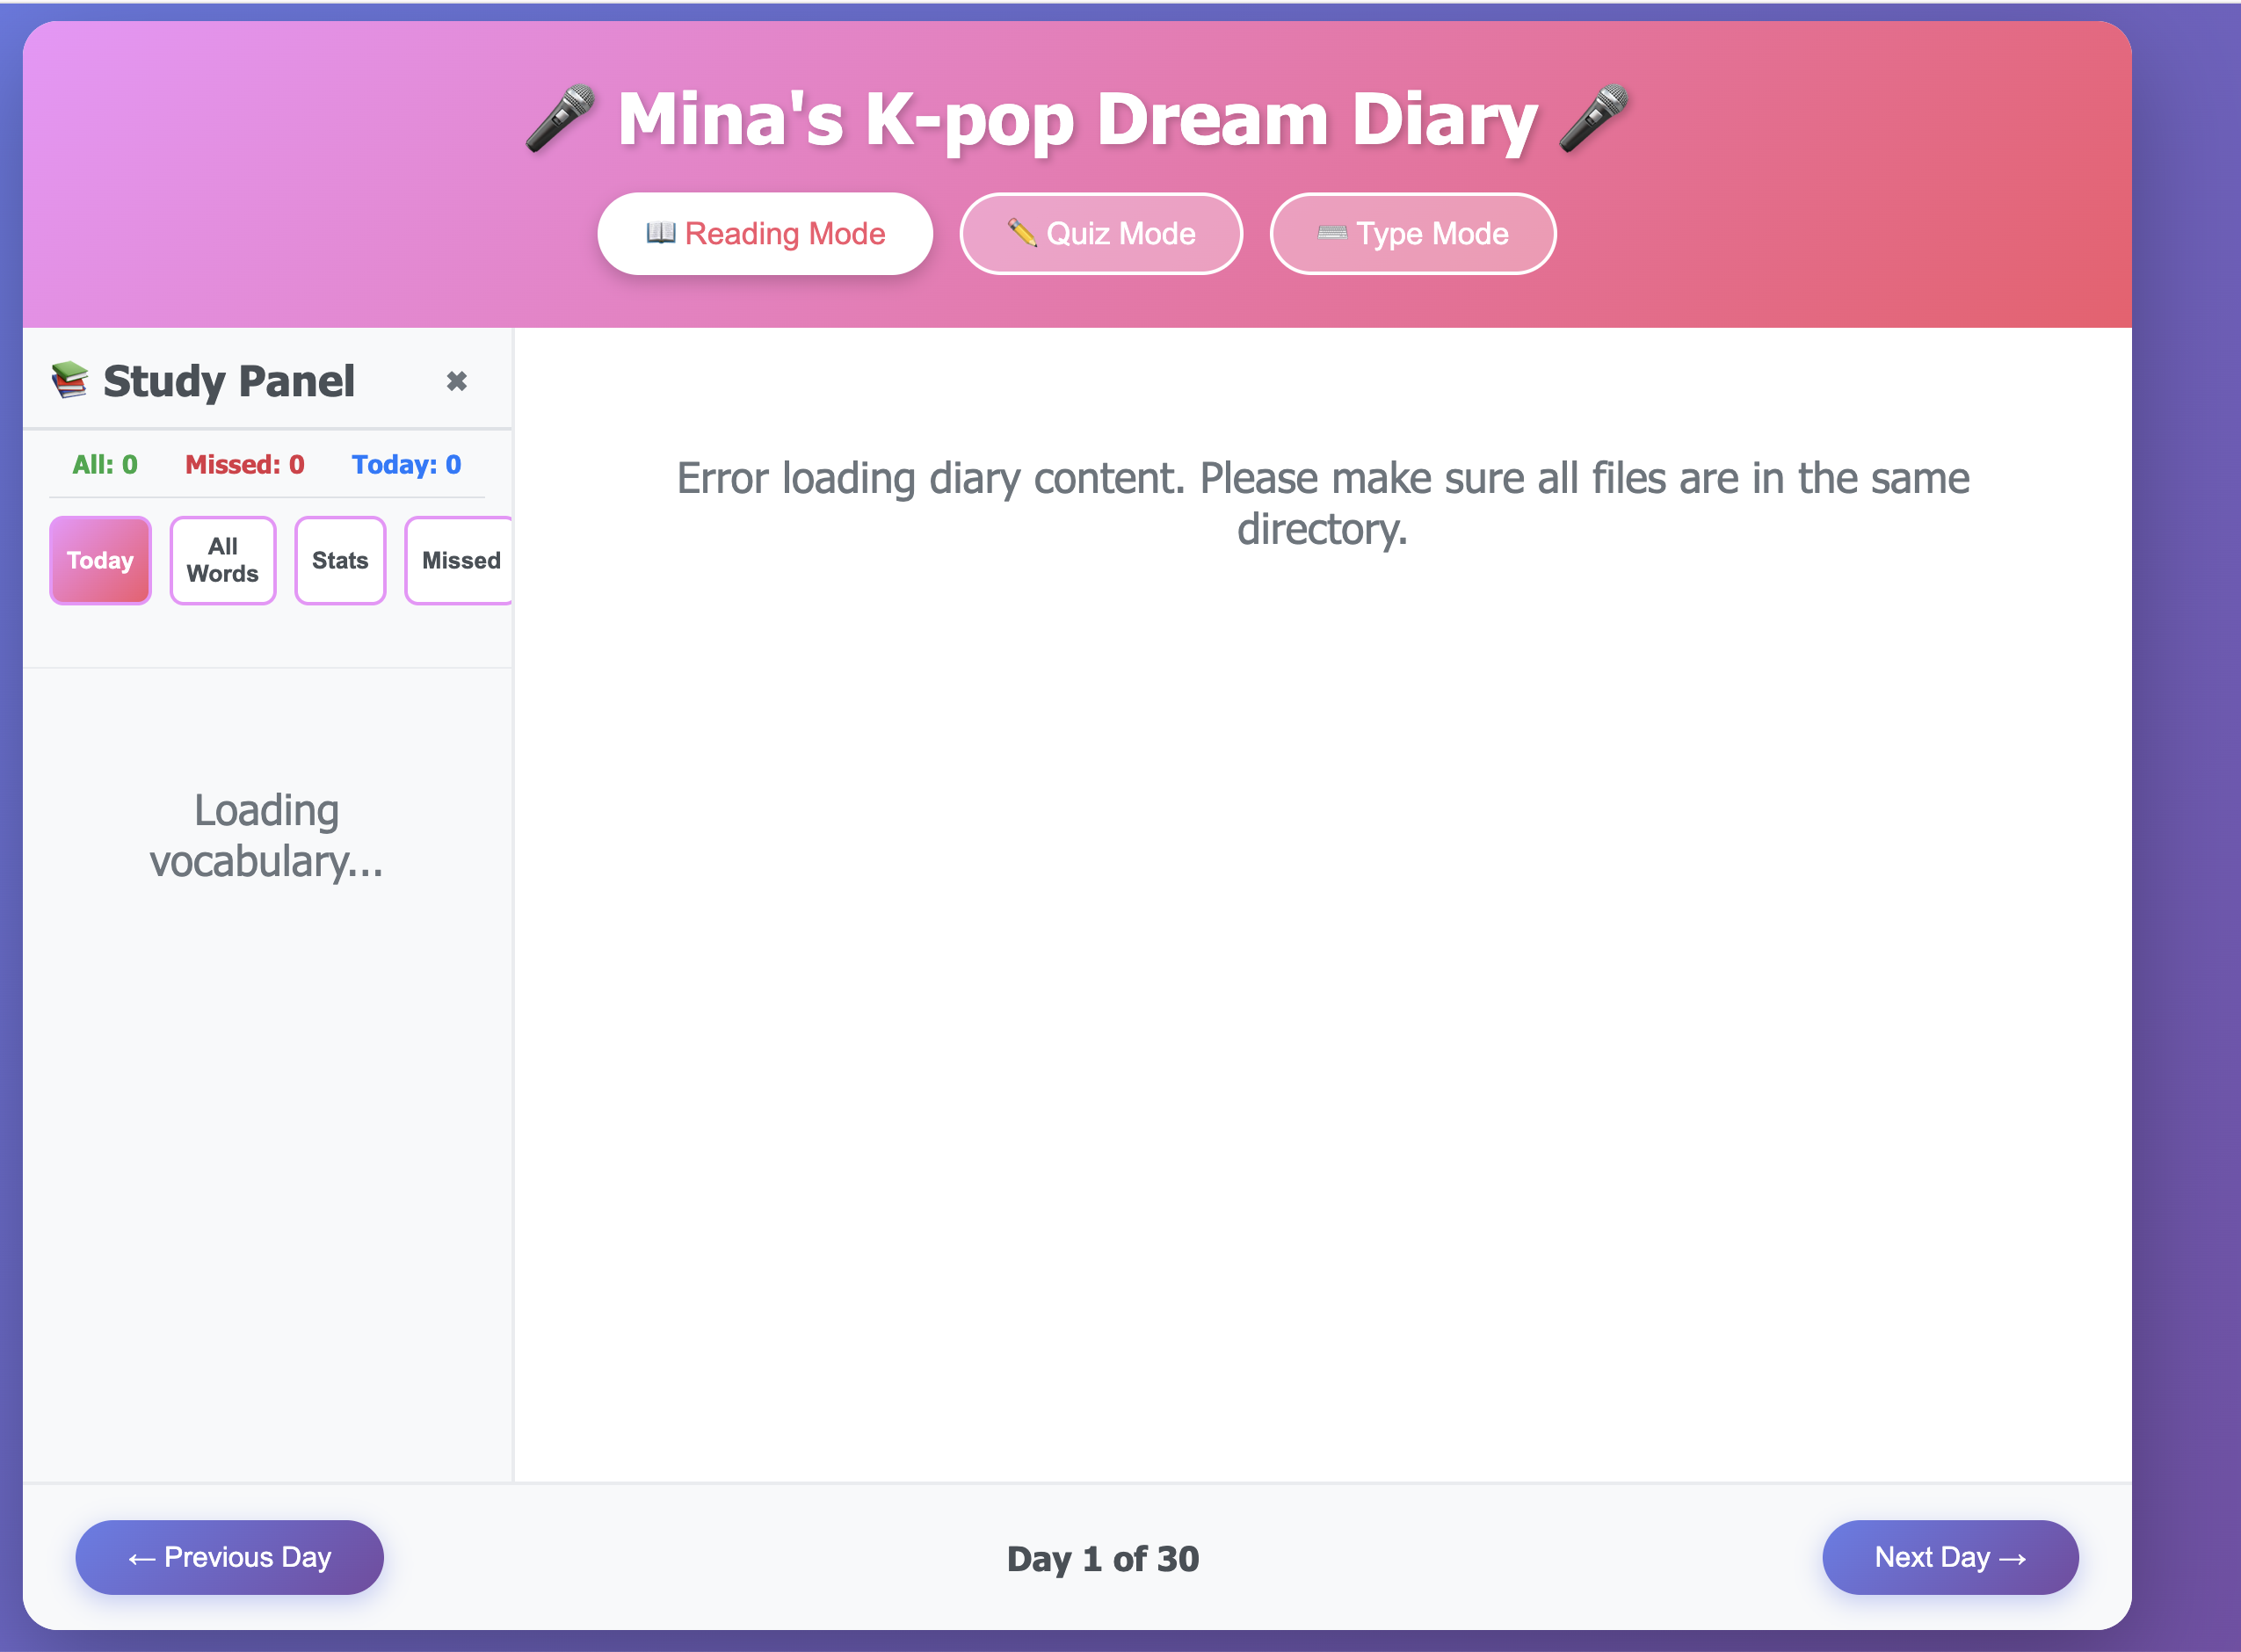 🎤 Mina's K-pop Dream Diary 🎤
📖 Reading Mode
✏️ Quiz Mode
⌨️ Type Mode
📚 Study Panel ✖
All: 0 Missed: 0 Today: 0
Today
All
Words
Stats
Missed
Error loading diary content. Please make sure all files are in the same
directory.
Loading
vocabulary...
← Previous Day
Day 1 of 30
Next Day →